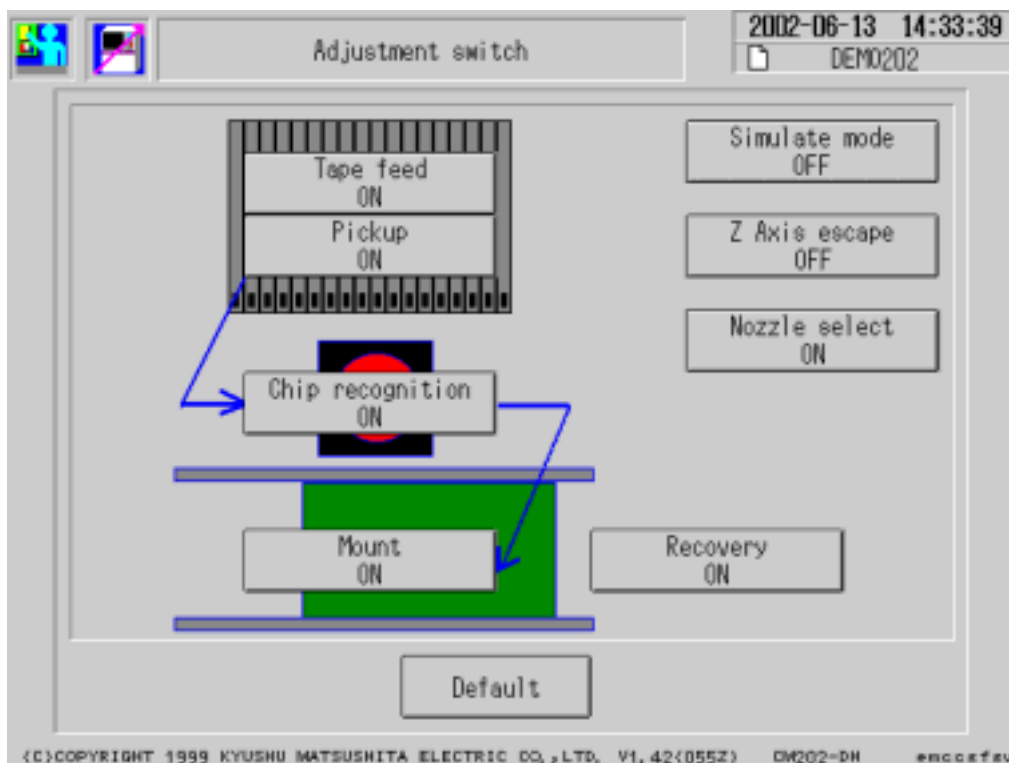 Adjustment switch
2002-06-13 14:33:39
DEMO202
Tape feed
ON
Pickup
ON
Simulate mode
OFF
Z Axis escape
OFF
Nozzle select
ON
Chip recognition
ON
Mount
ON
Recovery
ON
Default
(C)COPYRIGHT 1999 KYUSHU MATSUSHITA ELECTRIC CO.,LTD. V1.42(055Z) CM202-DH